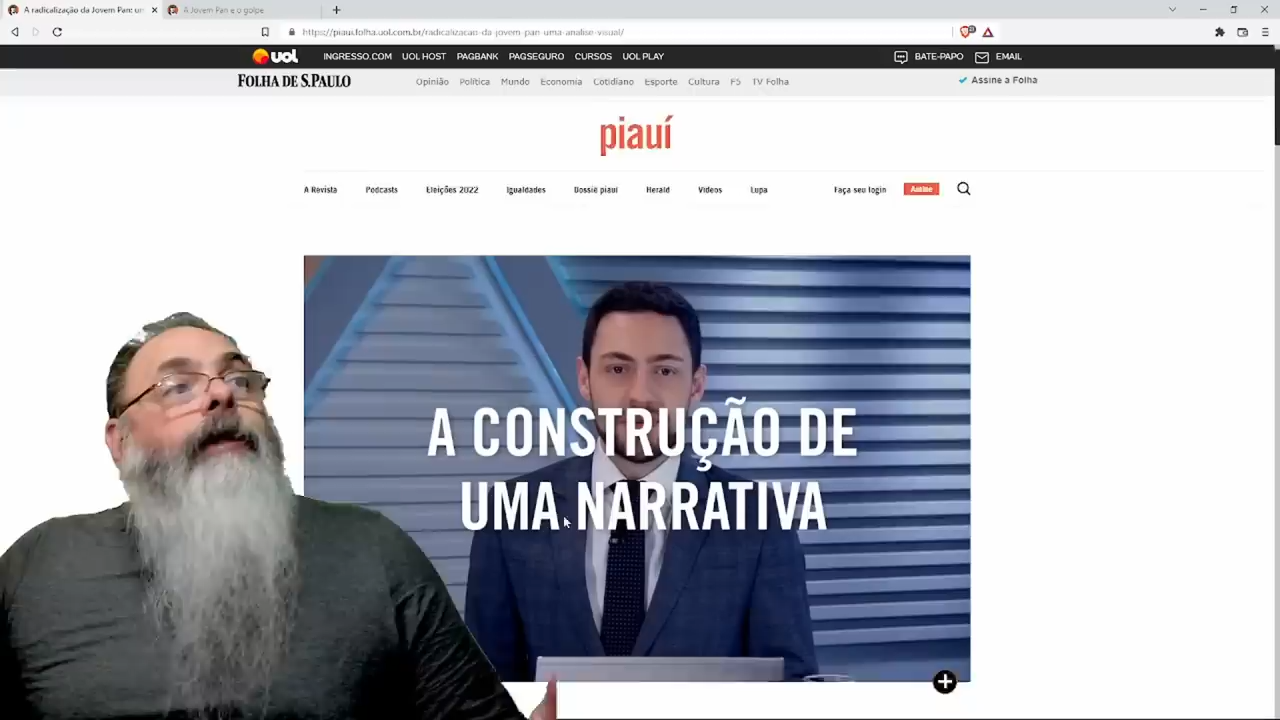 A radicalização da Jovem Pan: um
A Jovem Pan e o golpe
https://piaui.folha.uol.com.br/radicalizacao-da-jovem-pan-uma-analise-visual/
UOL INGRESSO.COM UOL HOST PAGBANK PAGSEGURO CURSOS UOL PLAY BATE-PAPO EMAIL
FOLHA DE S.PAULO Opinião Política Mundo Economia Cotidiano Esporte Cultura F5 TV Folha Assine a Folha
piauí
A Revista Podcasts Eleições 2022 Igualdades Dossiê piauí Herald Vídeos Lupa Faça seu login Assine
A CONSTRUÇÃO DE
UMA NARRATIVA